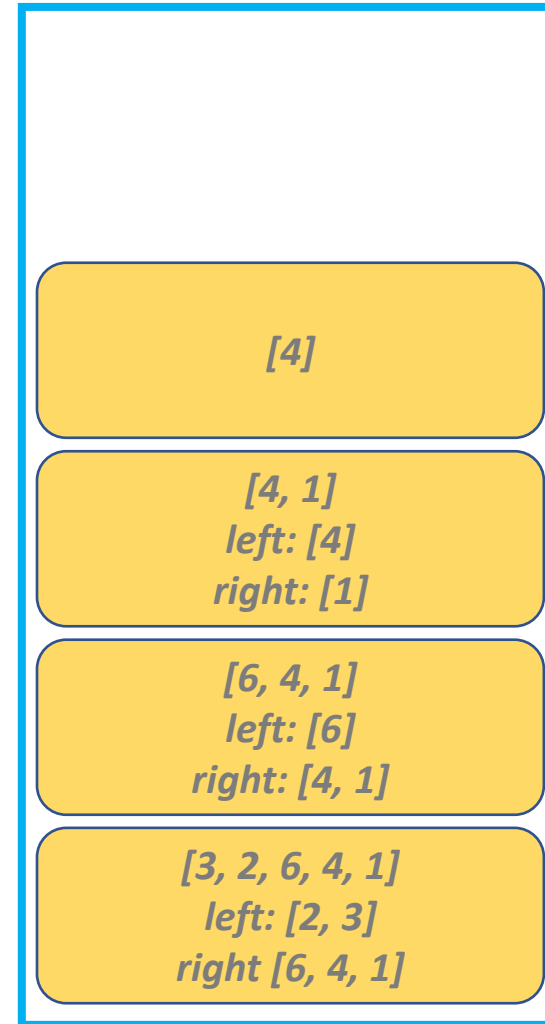 [4]
[4, 1]
left: [4]
right: [1]
[6, 4, 1]
left: [6]
right: [4, 1]
[3, 2, 6, 4, 1]
left: [2, 3]
right [6, 4, 1]